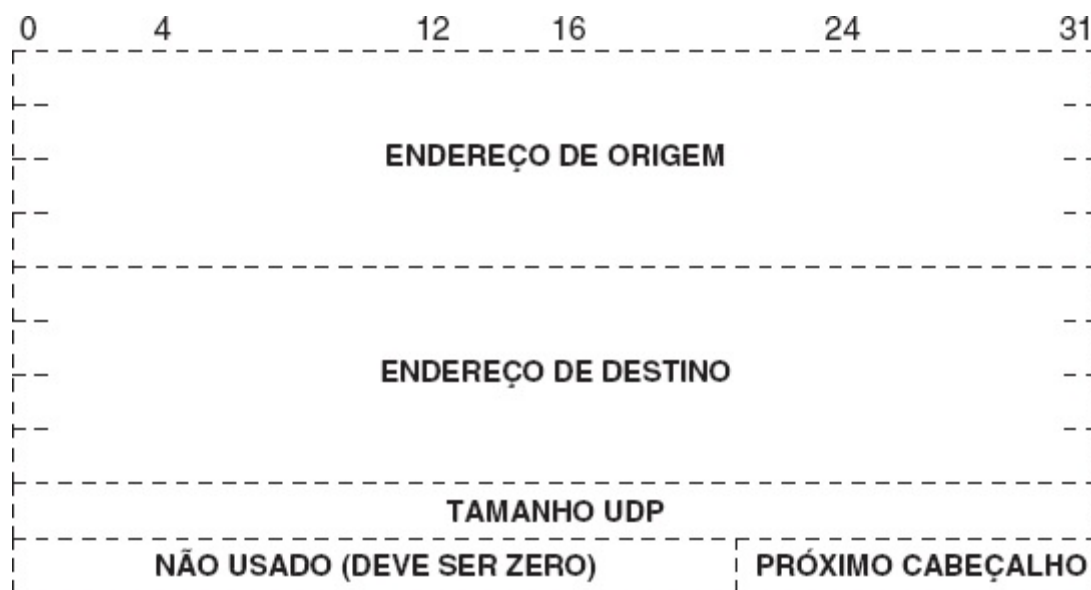 0 4 12 16 24 31
ENDEREÇO DE ORIGEM
ENDEREÇO DE DESTINO
TAMANHO UDP
NÃO USADO (DEVE SER ZERO) PRÓXIMO CABEÇALHO